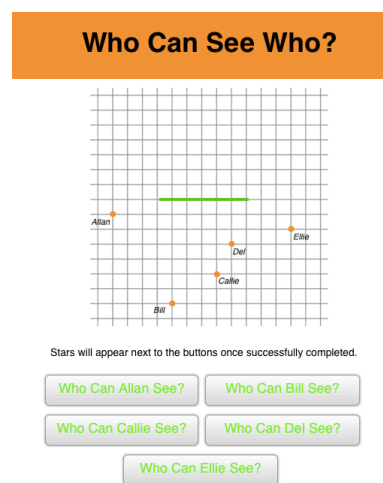 Who Can See Who?
Allan
Ellie
Del
Callie
Bill
Stars will appear next to the buttons once successfully completed.
Who Can Allan See?
Who Can Bill See?
Who Can Callie See?
Who Can Del See?
Who Can Ellie See?